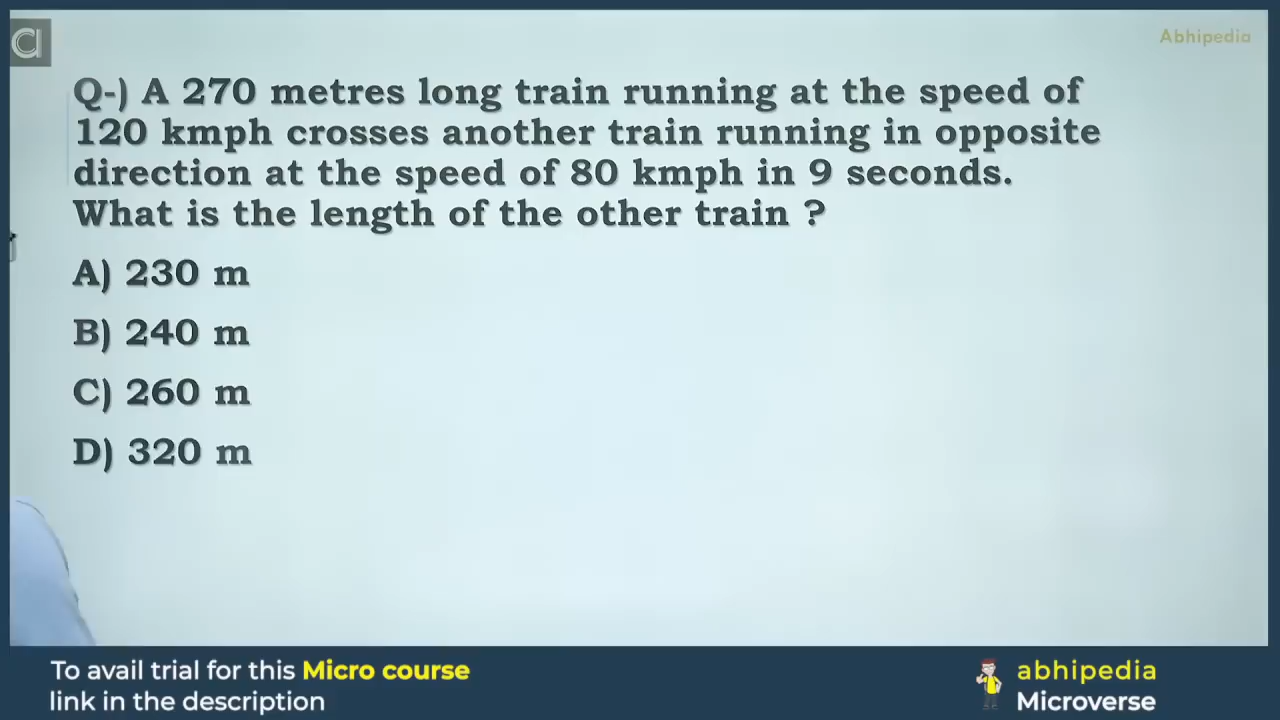 Abhipedia
Q-) A 270 metres long train running at the speed of
120 kmph crosses another train running in opposite
direction at the speed of 80 kmph in 9 seconds.
What is the length of the other train ?
A) 230 m
B) 240 m
C) 260 m
D) 320 m
To avail trial for this Micro course
link in the description
abhipedia
Microverse